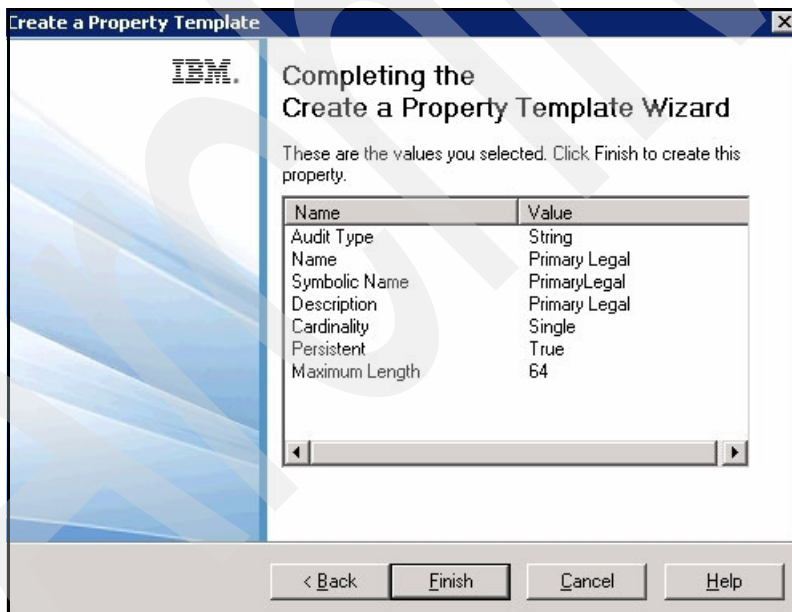 Create a Property Template
IBM.
Completing the
Create a Property Template Wizard
These are the values you selected. Click Finish to create this
property.
Name Value
Audit Type String
Name Primary Legal
Symbolic Name PrimaryLegal
Description Primary Legal
Cardinality Single
Persistent True
Maximum Length 64
< Back Finish Cancel Help